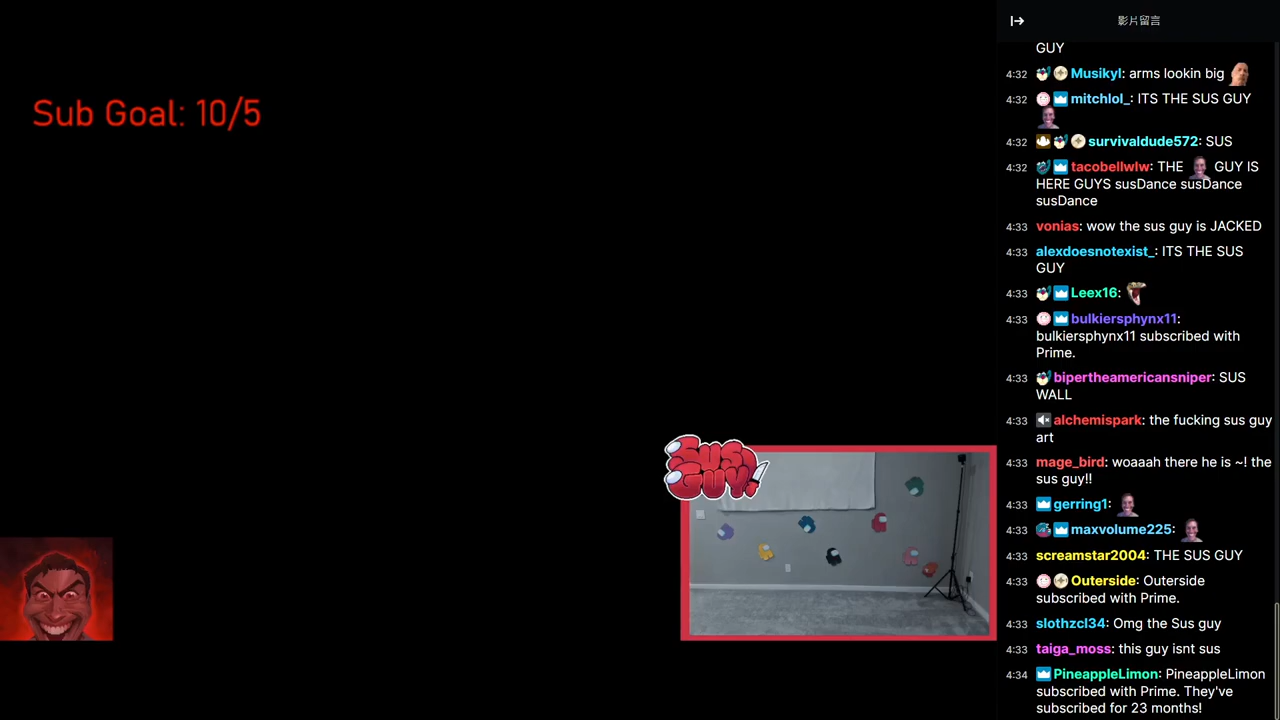 Sub Goal: 10/5
SUS
GUY!
影片留言
GUY
4:32 Musikyl: arms lookin big
4:32 mitchlol_: ITS THE SUS GUY
4:32 survivaldude572: SUS
4:32 tacobellwlw: THE GUY IS
HERE GUYS susDance susDance
susDance
4:33 vonias: wow the sus guy is JACKED
4:33 alexdoesnotexist_: ITS THE SUS
GUY
4:33 Leex16:
4:33 bulkiersphynx11:
bulkiersphynx11 subscribed with
Prime.
4:33 bipertheamericansniper: SUS
WALL
4:33 alchemispark: the fucking sus guy
art
4:33 mage_bird: woaaah there he is ~! the
sus guy!!
4:33 gerring1:
4:33 maxvolume225:
4:33 screamstar2004: THE SUS GUY
4:33 Outerside: Outerside
subscribed with Prime.
4:33 slothzcl34: Omg the Sus guy
4:33 taiga_moss: this guy isnt sus
4:34 PineappleLimon: PineappleLimon
subscribed with Prime. They've
subscribed for 23 months!